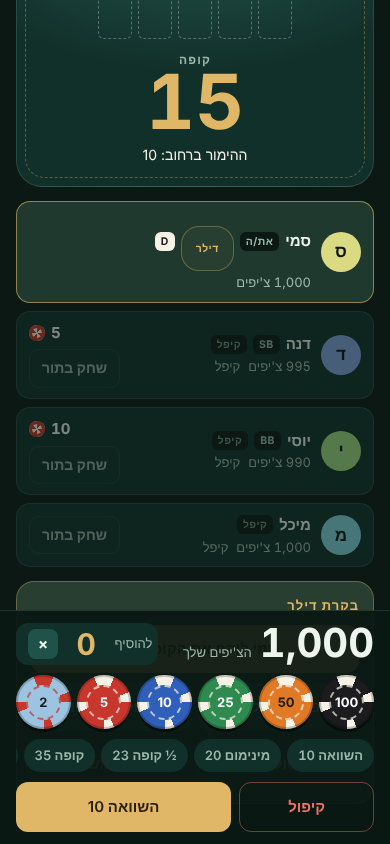 קופה
15
ההימור ברחוב: 10
ס סמי את/ה דילר D
1,000 צ'יפים
ד דנה SB קיפל 5
995 צ'יפים קיפל שחק בתור
י יוסי BB קיפל 10
990 צ'יפים קיפל שחק בתור
מ מיכל קיפל
1,000 צ'יפים קיפל שחק בתור
בקרת דילר
1,000 הצ'יפים שלך להוסיף 0 ×
2 5 10 25 50 100
השוואה 10 מינימום 20 ½ קופה 23 קופה 35
קיפול השוואה 10